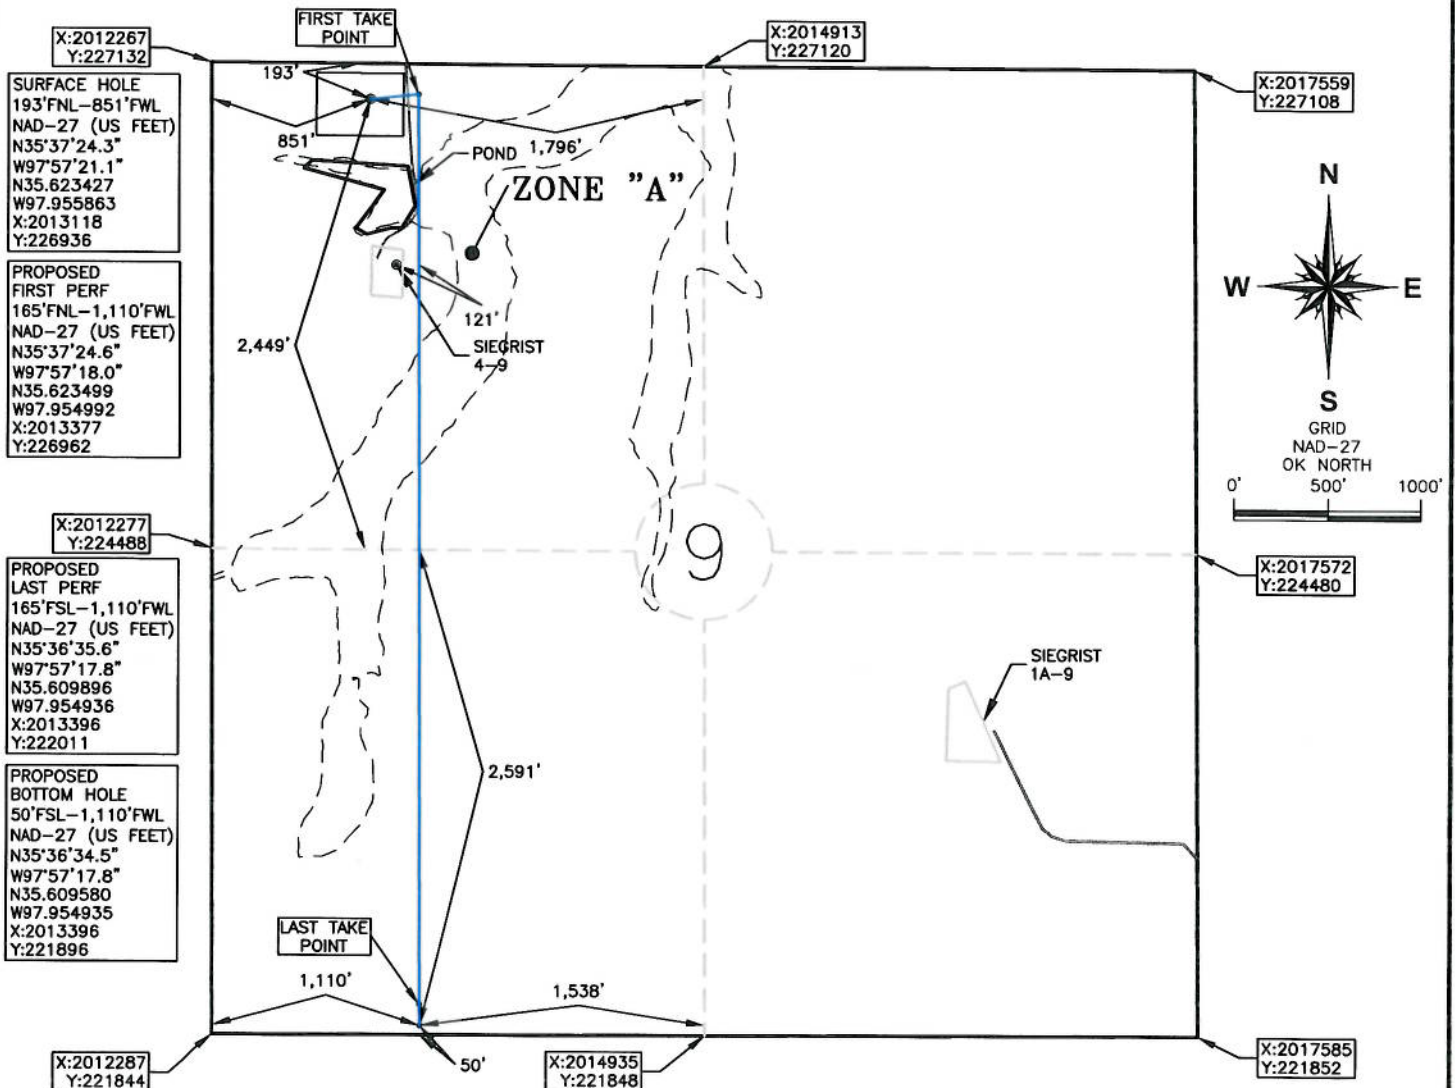 FIRST TAKE
POINT
X:2012267
Y:227132
X:2014913
Y:227120
X:2017559
Y:227108
SURFACE HOLE
193'FNL-851'FWL
NAD-27 (US FEET)
N35°37'24.3"
W97°57'21.1"
N35.623427
W97.955863
X:2013118
Y:226936
193'
851'
1,796'
POND
ZONE "A"
PROPOSED
FIRST PERF
165'FNL-1,110'FWL
NAD-27 (US FEET)
N35°37'24.6"
W97°57'18.0"
N35.623499
W97.954992
X:2013377
Y:226962
2,449'
121'
SIEGRIST
4-9
N
W
E
S
GRID
NAD-27
OK NORTH
0' 500' 1000'
X:2012277
Y:224488
9
X:2017572
Y:224480
PROPOSED
LAST PERF
165'FSL-1,110'FWL
NAD-27 (US FEET)
N35°36'35.6"
W97°57'17.8"
N35.609896
W97.954936
X:2013396
Y:222011
SIEGRIST
1A-9
PROPOSED
BOTTOM HOLE
50'FSL-1,110'FWL
NAD-27 (US FEET)
N35°36'34.5"
W97°57'17.8"
N35.609580
W97.954935
X:2013396
Y:221896
2,591'
LAST TAKE
POINT
1,110'
1,538'
50'
X:2012287
Y:221844
X:2014935
Y:221848
X:2017585
Y:221852